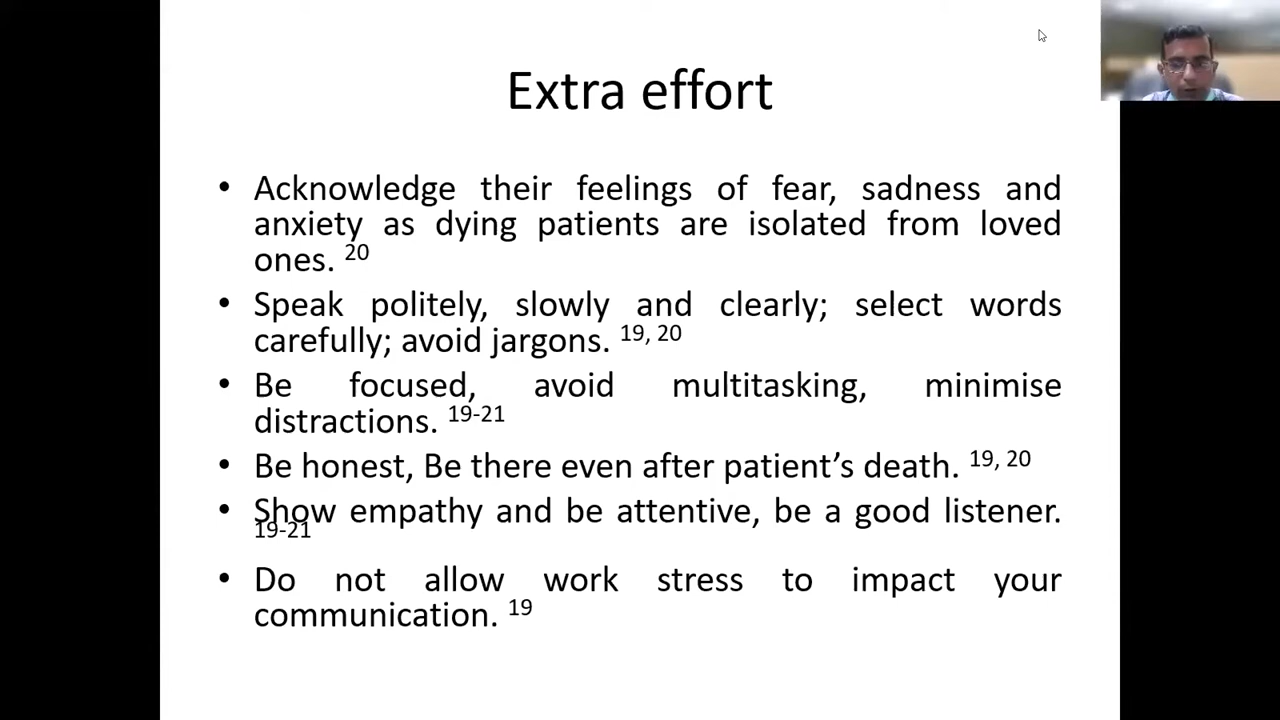 Extra effort
• Acknowledge their feelings of fear, sadness and
anxiety as dying patients are isolated from loved
ones. 20
• Speak politely, slowly and clearly; select words
carefully; avoid jargons. 19, 20
• Be focused, avoid multitasking, minimise
distractions. 19-21
• Be honest, Be there even after patient’s death. 19, 20
• Show empathy and be attentive, be a good listener.
19-21
• Do not allow work stress to impact your
communication. 19